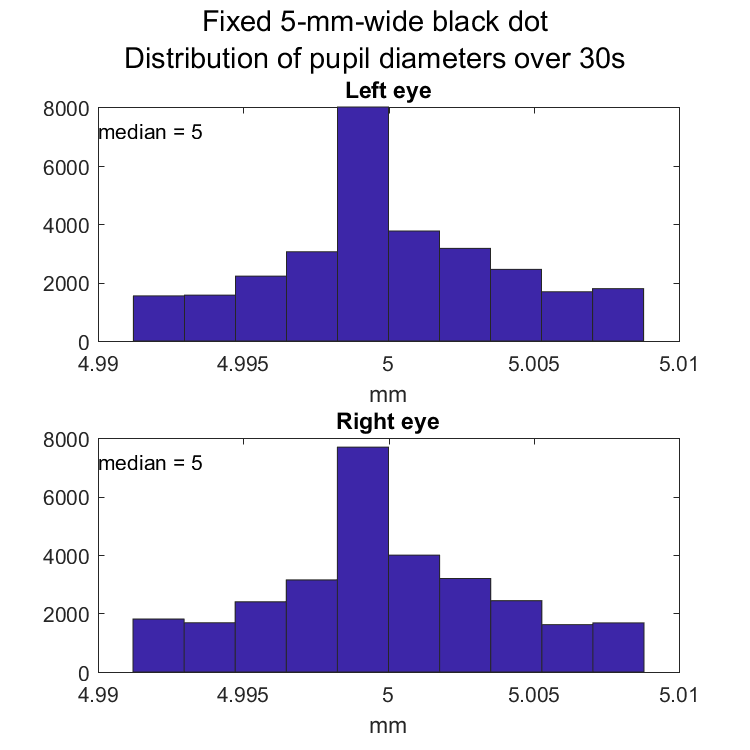 Fixed 5-mm-wide black dot
Distribution of pupil diameters over 30s
Left eye
8000
median = 5
6000
4000
2000
0
4.99 4.995 5 5.005 5.01
mm
Right eye
8000
median = 5
6000
4000
2000
0
4.99 4.995 5 5.005 5.01
mm